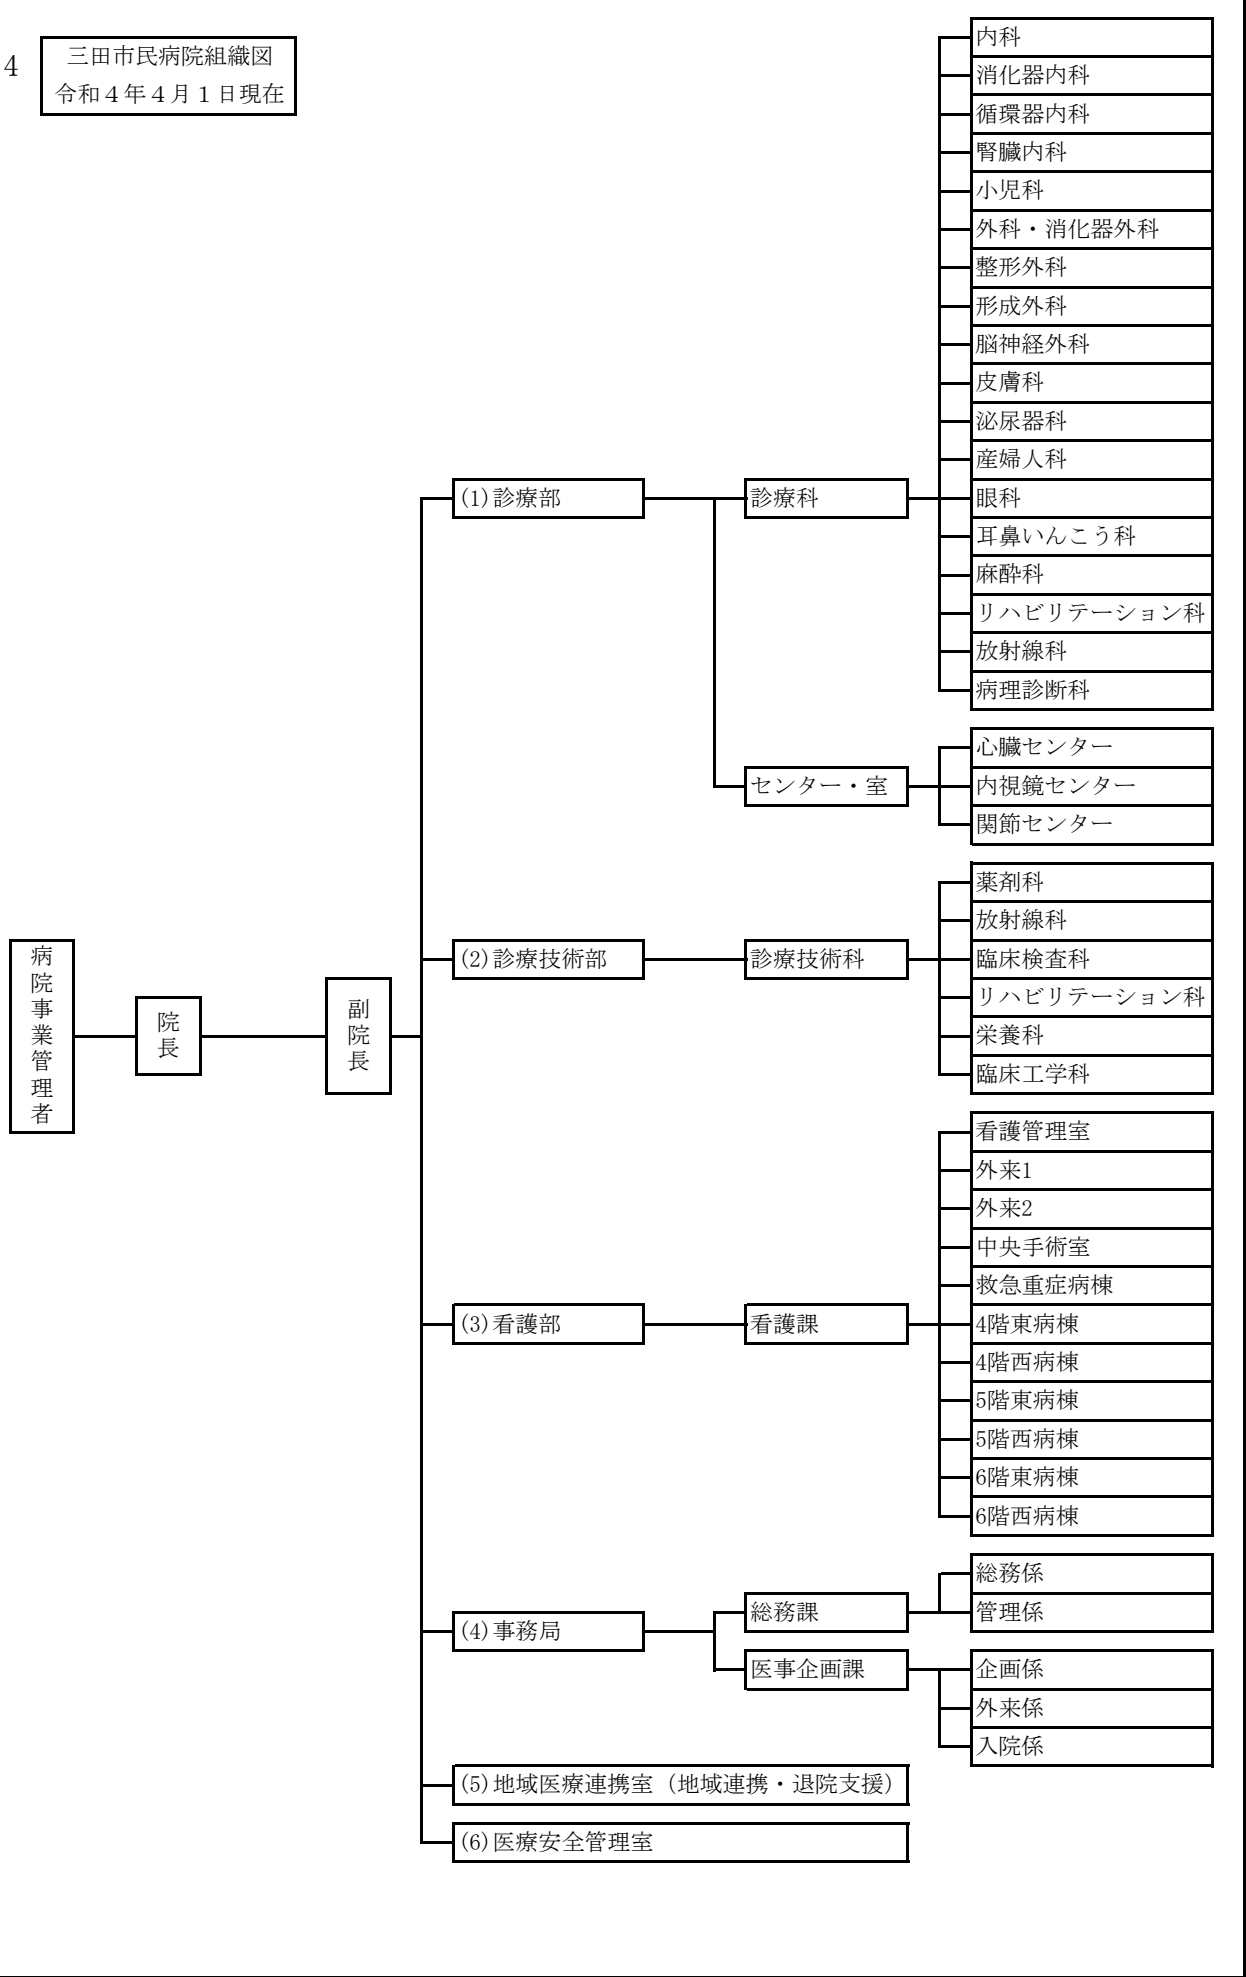 4
三田市民病院組織図
令和４年４月１日現在
病院事業管理者
院長
副院長
(1)診療部
診療科
内科
消化器内科
循環器内科
腎臓内科
小児科
外科・消化器外科
整形外科
形成外科
脳神経外科
皮膚科
泌尿器科
産婦人科
眼科
耳鼻いんこう科
麻酔科
リハビリテーション科
放射線科
病理診断科
センター・室
心臓センター
内視鏡センター
関節センター
(2)診療技術部
診療技術科
薬剤科
放射線科
臨床検査科
リハビリテーション科
栄養科
臨床工学科
(3)看護部
看護課
看護管理室
外来1
外来2
中央手術室
救急重症病棟
4階東病棟
4階西病棟
5階東病棟
5階西病棟
6階東病棟
6階西病棟
(4)事務局
総務課
総務係
管理係
医事企画課
企画係
外来係
入院係
(5)地域医療連携室（地域連携・退院支援）
(6)医療安全管理室